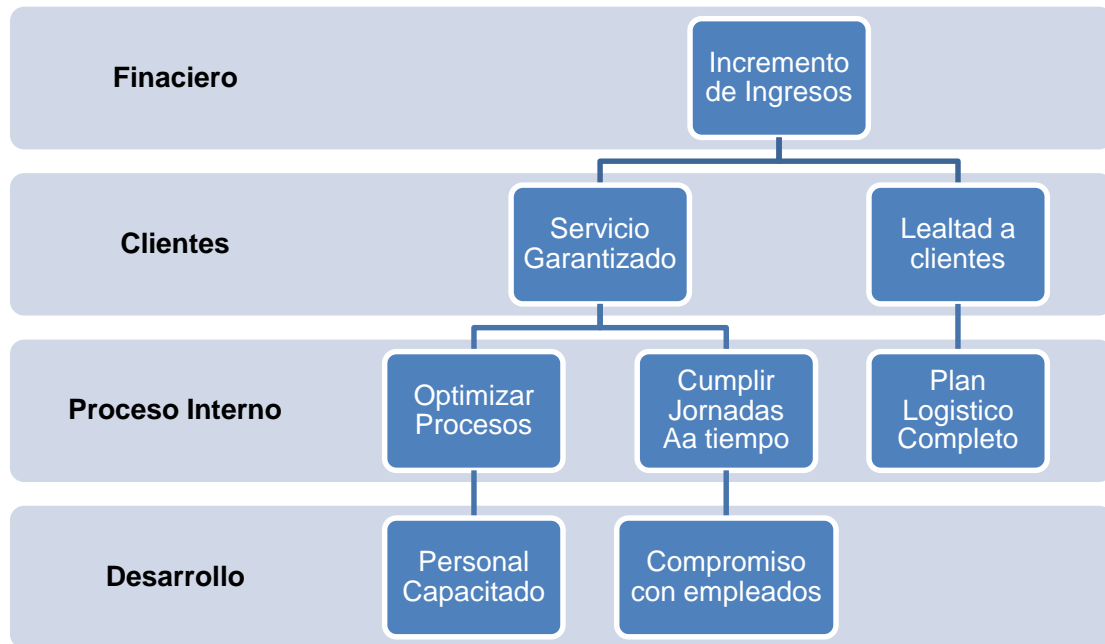 Finaciero
Incremento
de Ingresos
Clientes
Servicio
Garantizado
Lealtad a
clientes
Proceso Interno
Optimizar
Procesos
Cumplir
Jornadas
Aa tiempo
Plan
Logistico
Completo
Desarrollo
Personal
Capacitado
Compromiso
con empleados